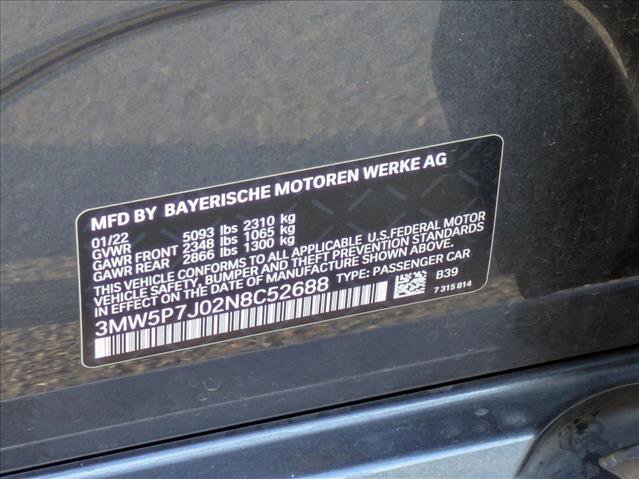 MFD BY BAYERISCHE MOTOREN WERKE AG
01/22 5093 lbs 2310 kg
GVWR 2348 lbs 1065 kg
GAWR FRONT 2866 lbs 1300 kg
GAWR REAR
THIS VEHICLE CONFORMS TO ALL APPLICABLE U.S.FEDERAL MOTOR
VEHICLE SAFETY, BUMPER AND THEFT PREVENTION STANDARDS
IN EFFECT ON THE DATE OF MANUFACTURE SHOWN ABOVE.
3MW5P7J02N8C52688 TYPE: PASSENGER CAR
B39
7 315 814